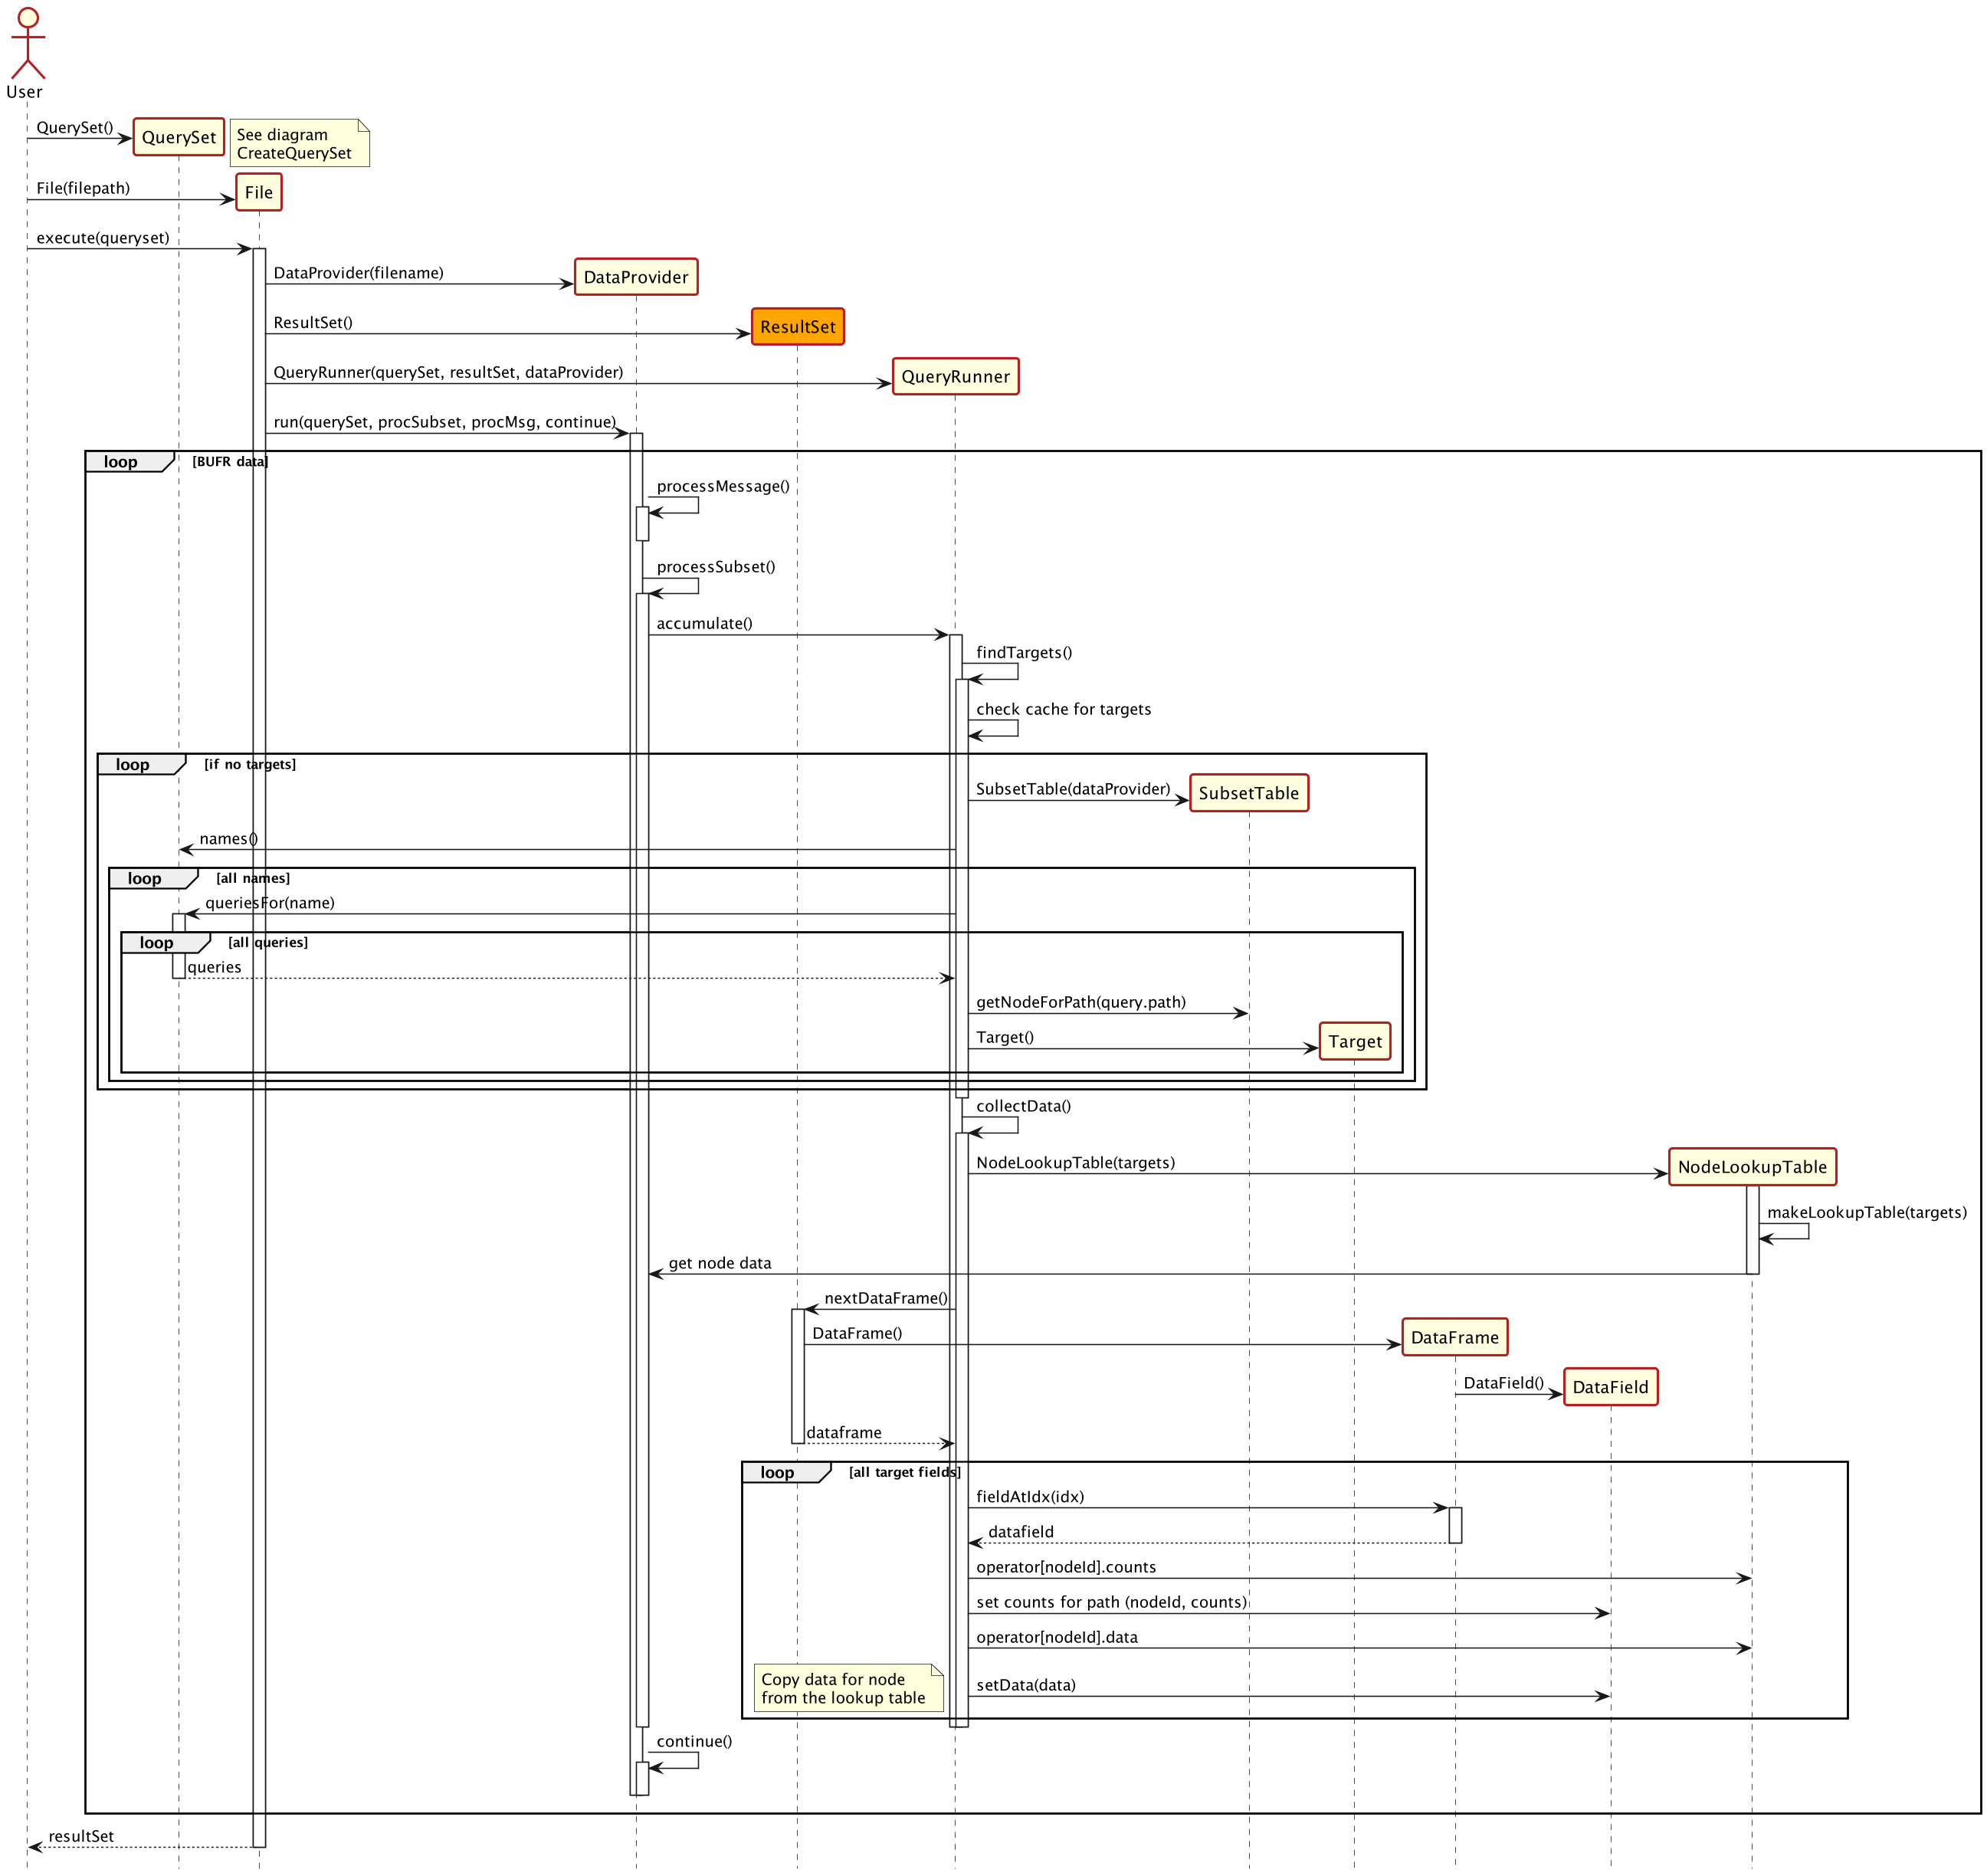 User
QuerySet()
QuerySet
See diagram
CreateQuerySet
File(filepath)
File
execute(queryset)
DataProvider(filename)
DataProvider
ResultSet()
ResultSet
QueryRunner(querySet, resultSet, dataProvider)
QueryRunner
run(querySet, procSubset, procMsg, continue)
loop [BUFR data]
processMessage()
processSubset()
accumulate()
findTargets()
check cache for targets
loop [if no targets]
SubsetTable(dataProvider)
SubsetTable
names()
loop [all names]
queriesFor(name)
loop [all queries]
queries
getNodeForPath(query.path)
Target()
Target
collectData()
NodeLookupTable(targets)
NodeLookupTable
makeLookupTable(targets)
get node data
nextDataFrame()
DataFrame()
DataFrame
DataField()
DataField
dataframe
loop [all target fields]
fieldAtIdx(idx)
datafield
operator[nodeId].counts
set counts for path (nodeId, counts)
operator[nodeId].data
Copy data for node
from the lookup table
setData(data)
continue()
resultSet